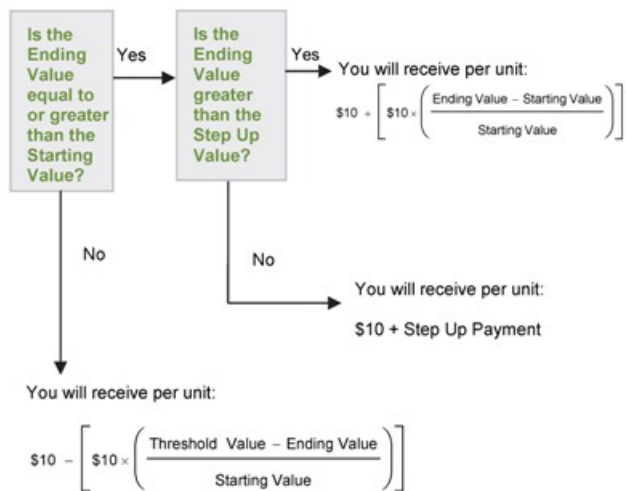 Is the
Ending
Value
equal to
or greater
than the
Starting
Value?
Yes
Is the
Ending
Value
greater
than the
Step Up
Value?
Yes
You will receive per unit:
$10 + [ $10 × ( Ending Value – Starting Value
Starting Value ) ]
No
No
You will receive per unit:
$10 + Step Up Payment
You will receive per unit:
$10 – [ $10 × ( Threshold Value – Ending Value
Starting Value ) ]